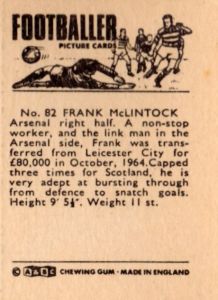 FOOTBALLER
PICTURE CARDS
No. 82 FRANK McLINTOCK
Arsenal right half. A non-stop
worker, and the link man in the
Arsenal side, Frank was trans-
ferred from Leicester City for
£80,000 in October, 1964.Capped
three times for Scotland, he is
very adept at bursting through
from defence to snatch goals.
Height 9′ 5½″. Weight 11 st.
© A&BC CHEWING GUM - MADE IN ENGLAND